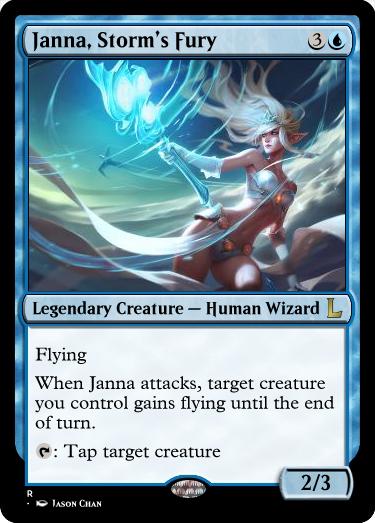 Janna, Storm's Fury 3
Legendary Creature — Human Wizard L
Flying
When Janna attacks, target creature
you control gains flying until the end
of turn.
: Tap target creature
2/3
R
Jason Chan